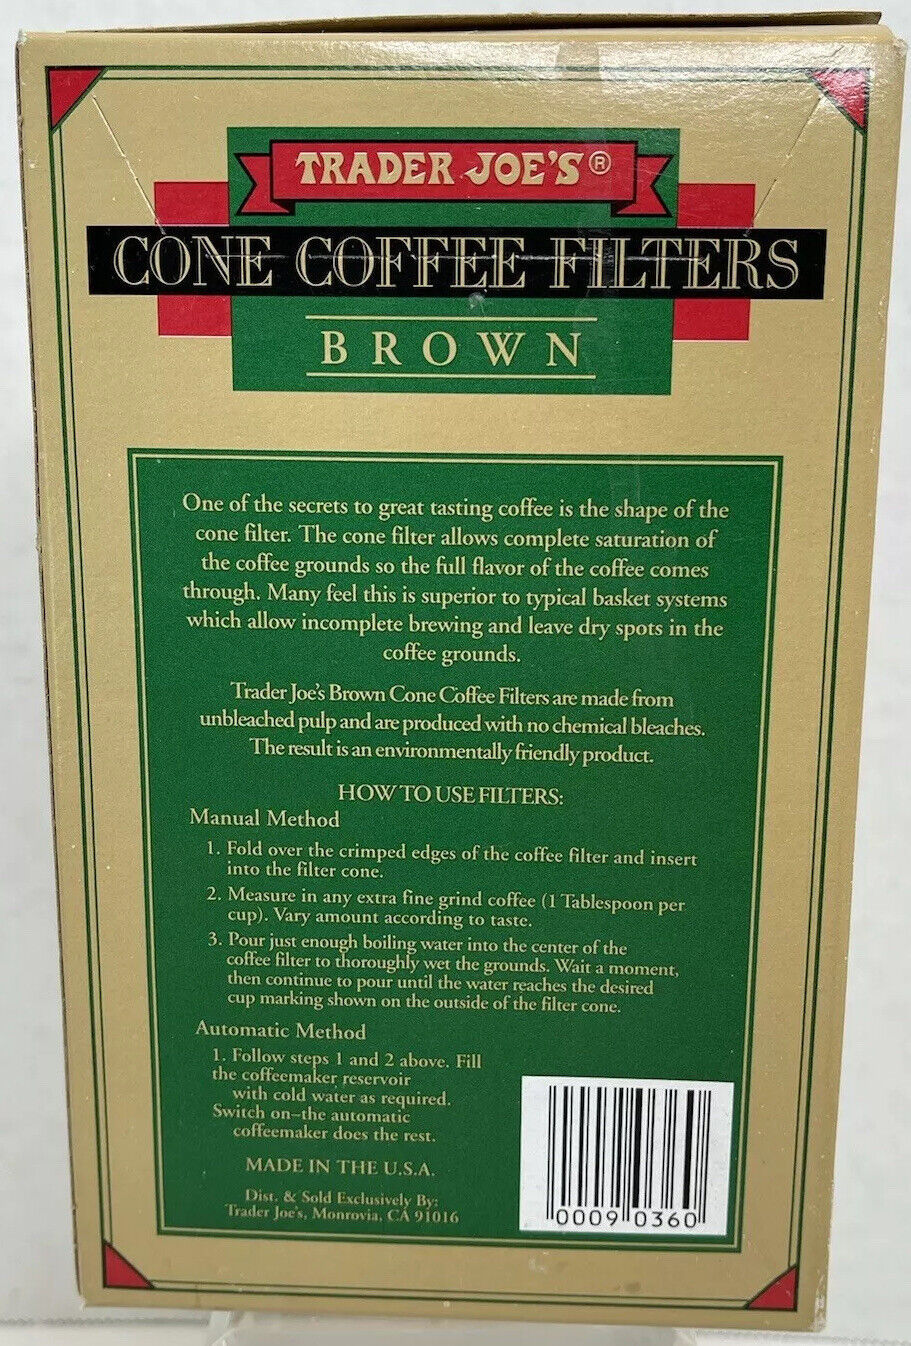 TRADER JOE'S®
CONE COFFEE FILTERS
BROWN
One of the secrets to great tasting coffee is the shape of the
cone filter. The cone filter allows complete saturation of
the coffee grounds so the full flavor of the coffee comes
through. Many feel this is superior to typical basket systems
which allow incomplete brewing and leave dry spots in the
coffee grounds.
Trader Joe's Brown Cone Coffee Filters are made from
unbleached pulp and are produced with no chemical bleaches.
The result is an environmentally friendly product.
HOW TO USE FILTERS:
Manual Method
1. Fold over the crimped edges of the coffee filter and insert
into the filter cone.
2. Measure in any extra fine grind coffee (1 Tablespoon per
cup). Vary amount according to taste.
3. Pour just enough boiling water into the center of the
coffee filter to thoroughly wet the grounds. Wait a moment,
then continue to pour until the water reaches the desired
cup marking shown on the outside of the filter cone.
Automatic Method
1. Follow steps 1 and 2 above. Fill
the coffeemaker reservoir
with cold water as required.
Switch on–the automatic
coffeemaker does the rest.
MADE IN THE U.S.A.
Dist. & Sold Exclusively By:
Trader Joe's, Monrovia, CA 91016
0009 0360